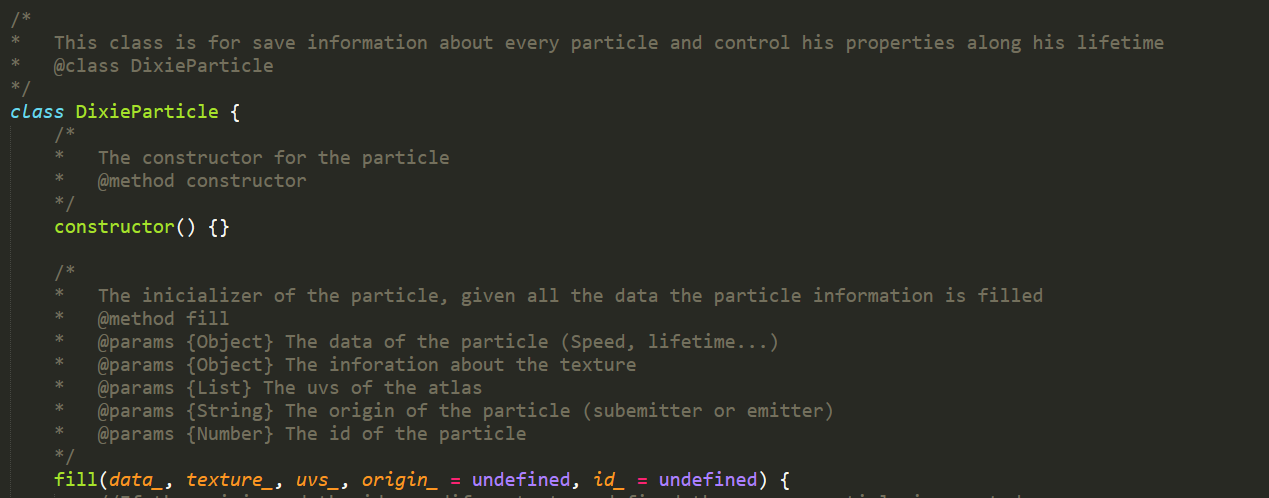 /*
*   This class is for save information about every particle and control his properties along his lifetime
*   @class DixieParticle
*/
class DixieParticle {
    /*
    *   The constructor for the particle
    *   @method constructor
    */
    constructor() {}

    /*
    *   The inicializer of the particle, given all the data the particle information is filled
    *   @method fill
    *   @params {Object} The data of the particle (Speed, lifetime...)
    *   @params {Object} The inforation about the texture
    *   @params {List} The uvs of the atlas
    *   @params {String} The origin of the particle (subemitter or emitter)
    *   @params {Number} The id of the particle
    */
    fill(data_, texture_, uvs_, origin_ = undefined, id_ = undefined) {